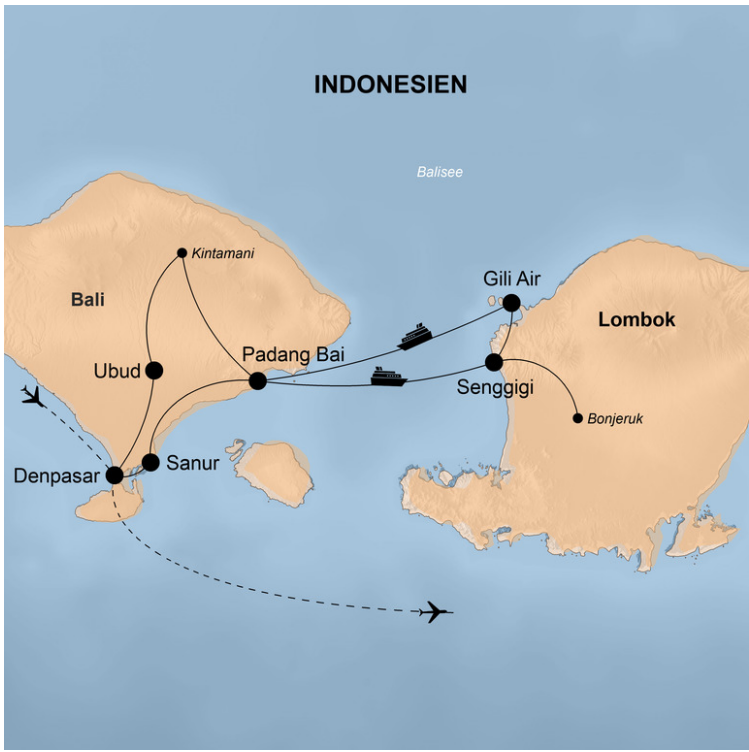 INDONESIEN
Balisee
Kintamani
Gili Air
Bali
Lombok
Padang Bai
Ubud
Senggigi
Bonjeruk
Sanur
Denpasar